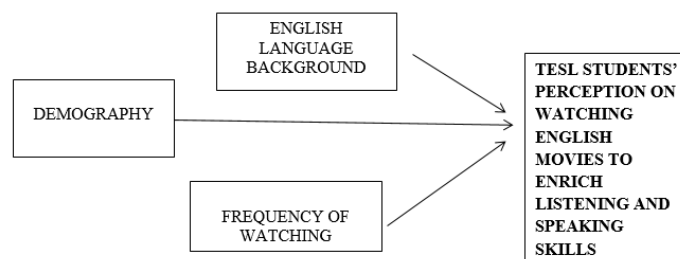 ENGLISH
LANGUAGE
BACKGROUND
DEMOGRAPHY
FREQUENCY OF
WATCHING
TESL STUDENTS’
PERCEPTION ON
WATCHING
ENGLISH
MOVIES TO
ENRICH
LISTENING AND
SPEAKING
SKILLS